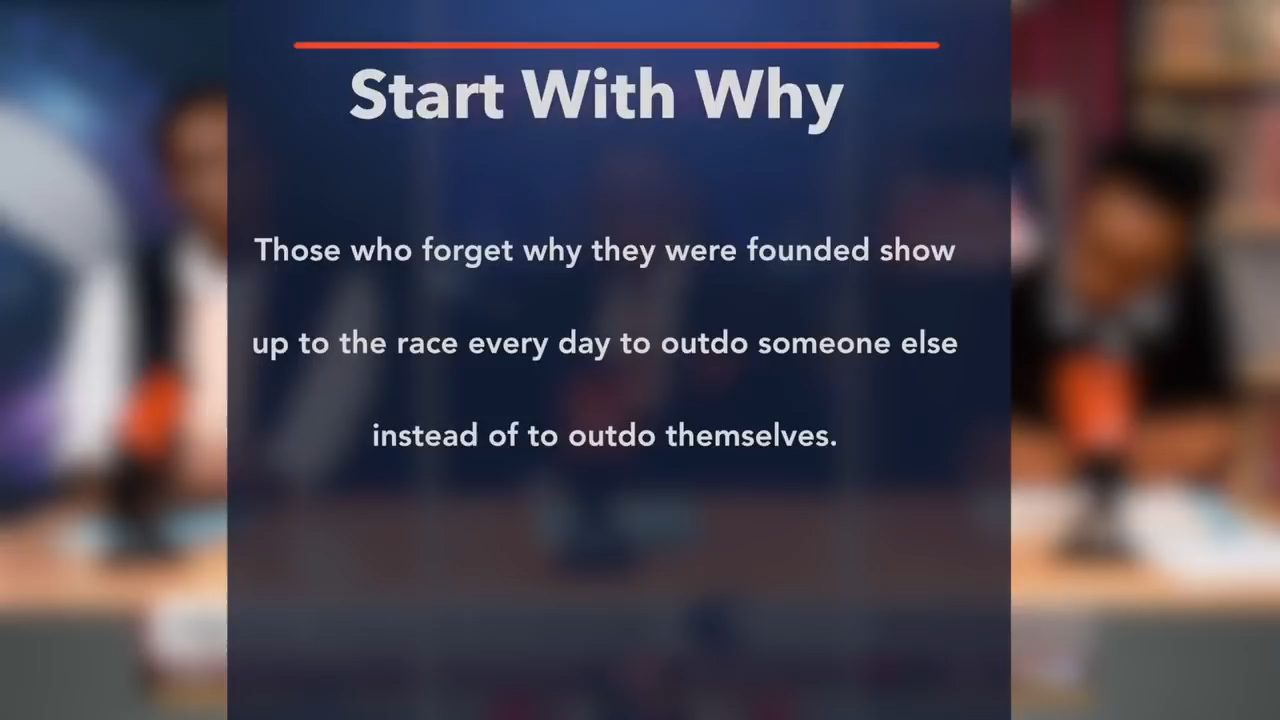 Start With Why
Those who forget why they were founded show
up to the race every day to outdo someone else
instead of to outdo themselves.